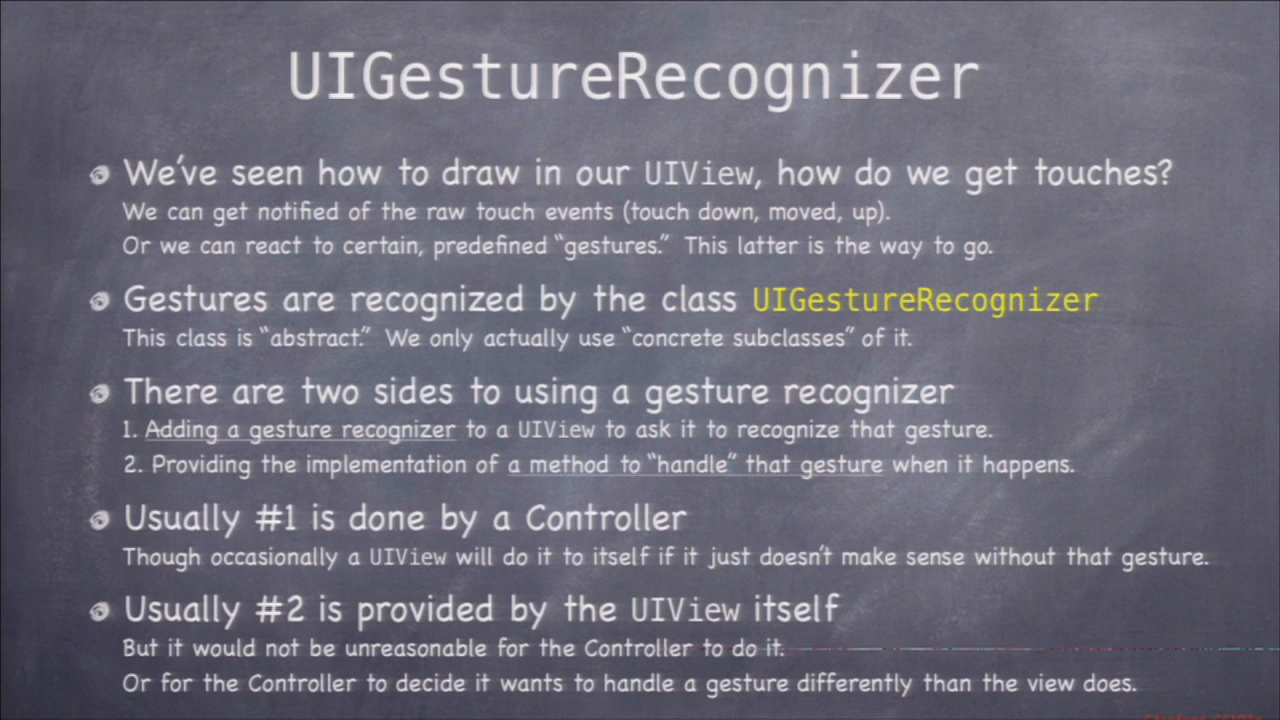 UIGestureRecognizer
We've seen how to draw in our UIView, how do we get touches?
We can get notified of the raw touch events (touch down, moved, up).
Or we can react to certain, predefined “gestures.” This latter is the way to go.
Gestures are recognized by the class UIGestureRecognizer
This class is “abstract.” We only actually use “concrete subclasses” of it.
There are two sides to using a gesture recognizer
1. Adding a gesture recognizer to a UIView to ask it to recognize that gesture.
2. Providing the implementation of a method to “handle” that gesture when it happens.
Usually #1 is done by a Controller
Though occasionally a UIView will do it to itself if it just doesn't make sense without that gesture.
Usually #2 is provided by the UIView itself
But it would not be unreasonable for the Controller to do it.
Or for the Controller to decide it wants to handle a gesture differently than the view does.